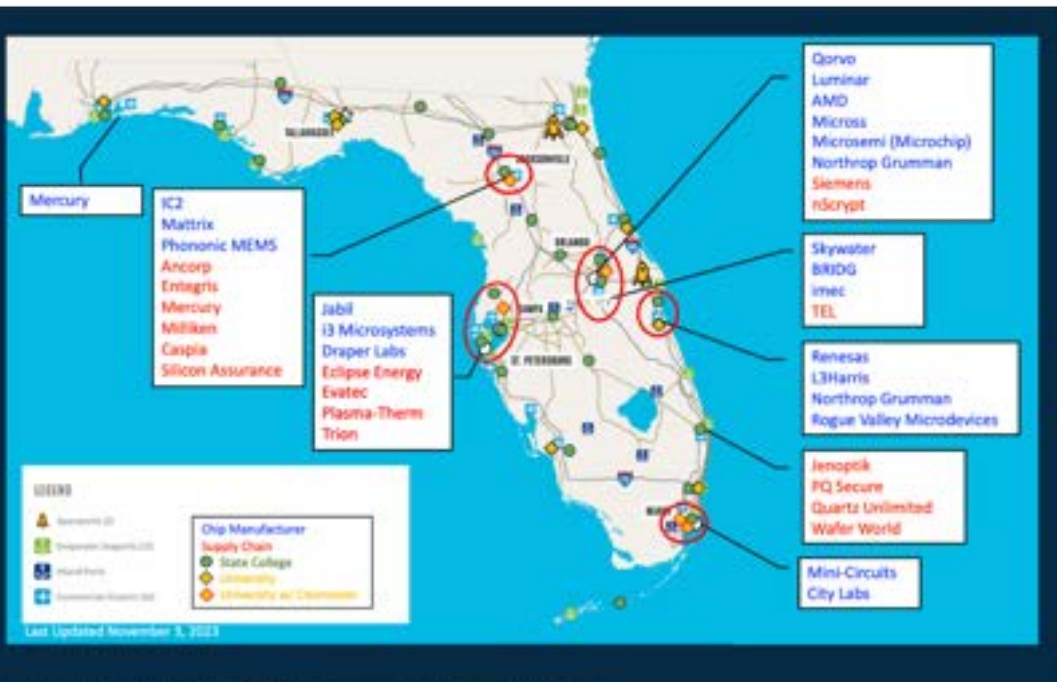 Mercury
IC2
Mattrix
Phononic MEMS
Ancorp
Entegris
Mercury
Milliken
Caspia
Silicon Assurance
Jabil
i3 Microsystems
Draper Labs
Eclipse Energy
Evatec
Plasma-Therm
Trion
Qorvo
Luminar
AMD
Micross
Microsemi (Microchip)
Northrop Grumman
Siemens
nScrypt
Skywater
BRIDG
imec
TEL
Renesas
L3Harris
Northrop Grumman
Rogue Valley Microdevices
Jenoptik
PQ Secure
Quartz Unlimited
Wafer World
Mini-Circuits
City Labs
TALLAHASSEE
JACKSONVILLE
ORLANDO
TAMPA
ST. PETERSBURG
MIAMI
LEGEND
Chip Manufacturer
Supply Chain
State College
University
University w/ Cleanroom
Last Updated November 3, 2023